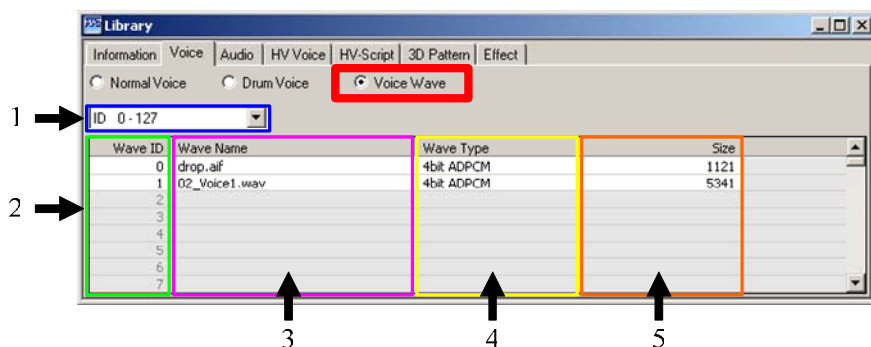 Library
Information Voice Audio HV Voice HV-Script 3D Pattern Effect
Normal Voice Drum Voice Voice Wave
1 ID 0 - 127
Wave ID Wave Name Wave Type Size
0 drop.aif 4bit ADPCM 1121
1 02_Voice1.wav 4bit ADPCM 5341
2
2
3
4
5
6
7
3 4 5